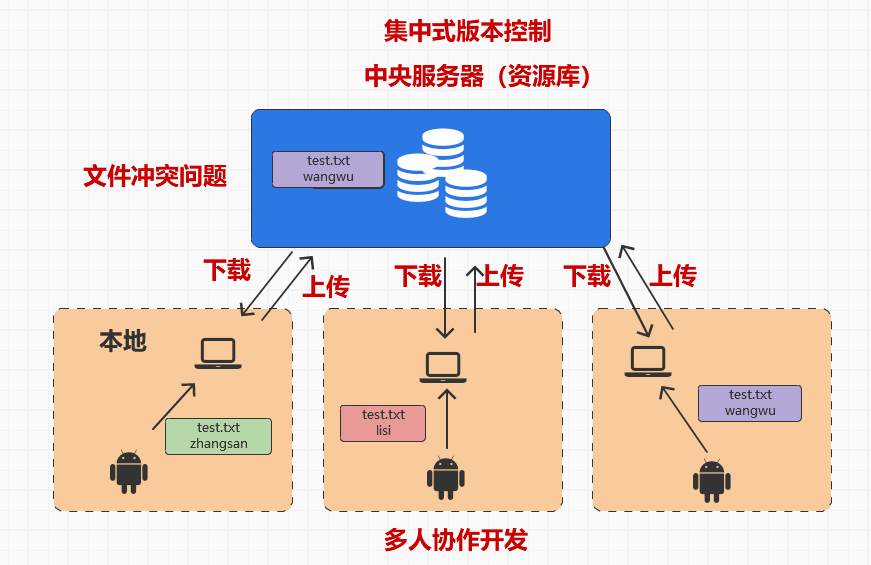 集中式版本控制
中央服务器（资源库）
文件冲突问题
test.txt
wangwu
下载
上传
下载
上传
下载
上传
本地
test.txt
zhangsan
test.txt
lisi
test.txt
wangwu
多人协作开发